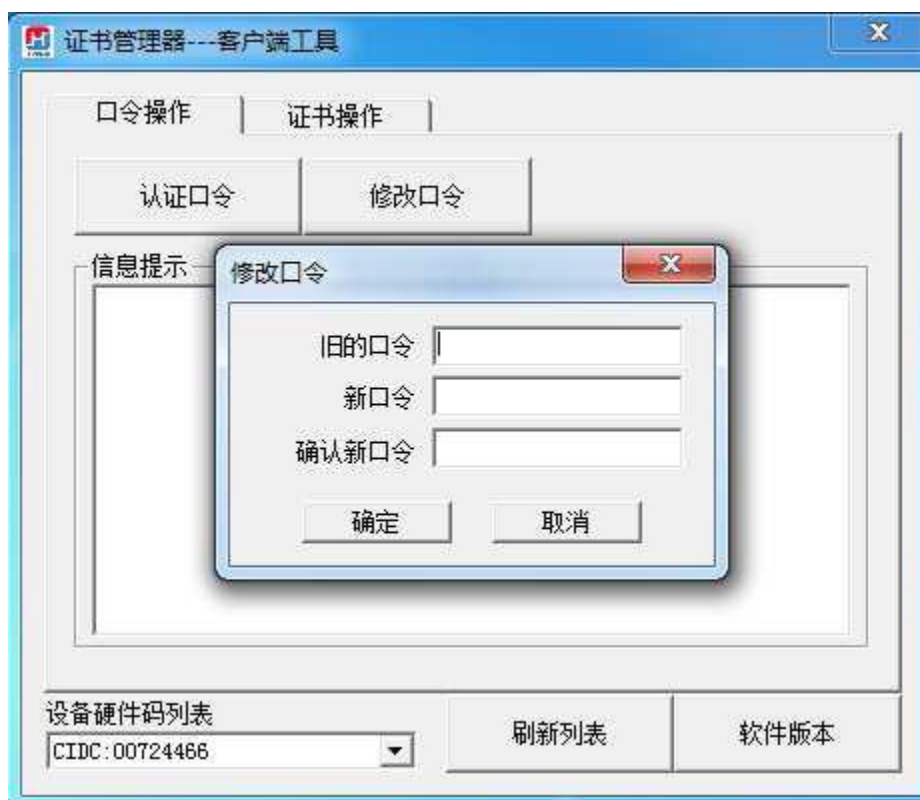 证书管理器---客户端工具
口令操作
证书操作
认证口令
修改口令
信息提示
修改口令
旧的口令
新口令
确认新口令
确定
取消
设备硬件码列表
CIDC:00724466
刷新列表
软件版本